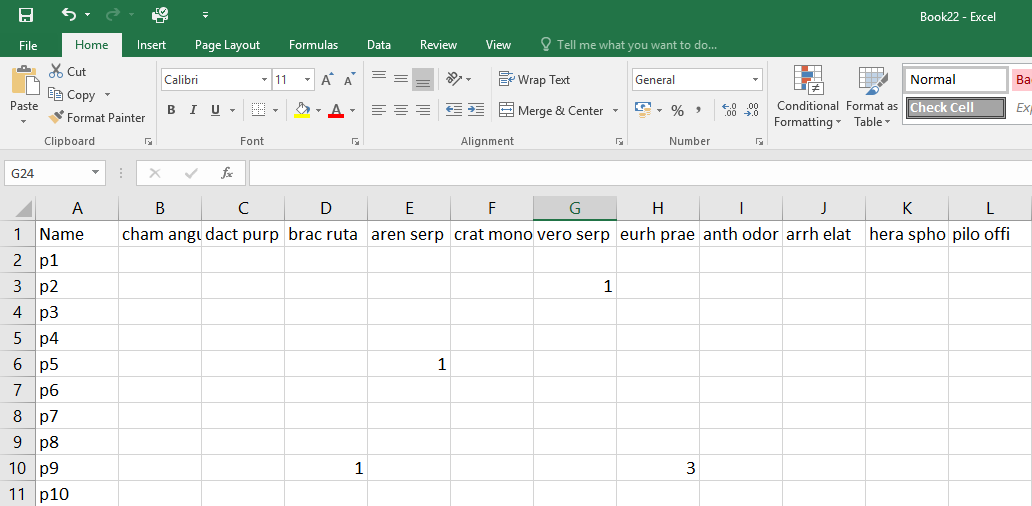 Book22 - Excel
File Home Insert Page Layout Formulas Data Review View Tell me what you want to do...
Paste
Cut
Copy
Format Painter
Clipboard
Calibri 11
B I U
Font
Wrap Text
Merge & Center
Alignment
General
% ,
Number
Conditional Formatting
Format as Table
Normal
Check Cell
G24 fx
A B C D E F G H I J K L
1 Name cham angu dact purp brac ruta aren serp crat mono vero serp eurh prae anth odor arrh elat hera spho pilo offi
2 p1
3 p2 1
4 p3
5 p4
6 p5 1
7 p6
8 p7
9 p8
10 p9 1 3
11 p10